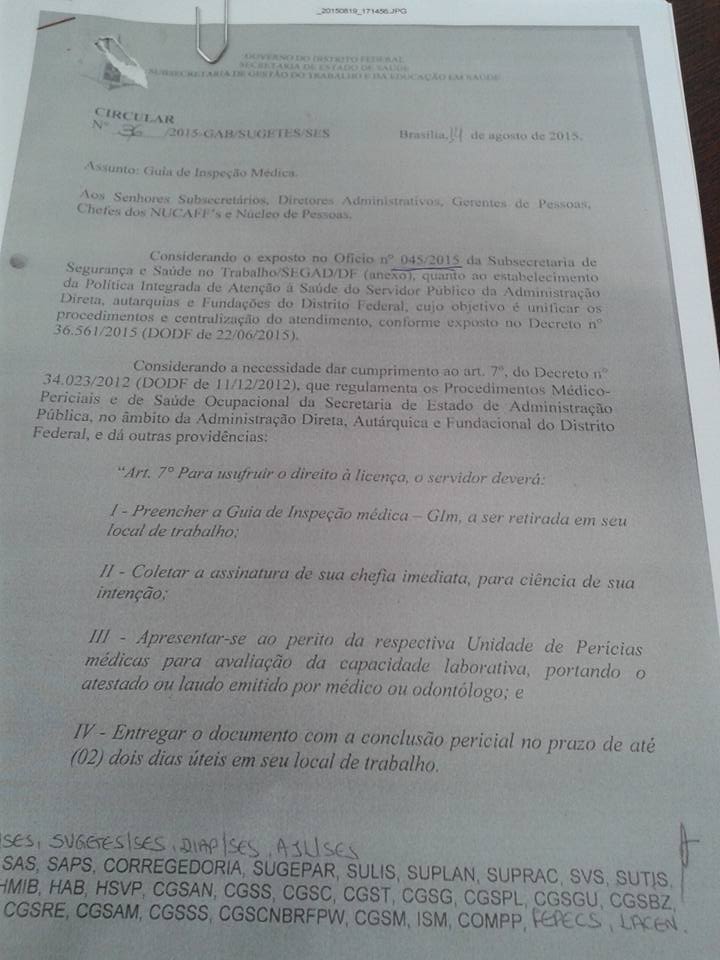 _20150819_171456.JPG
GOVERNO DO DISTRITO FEDERAL
SECRETARIA DE ESTADO DE SAÚDE
SUBSECRETARIA DE GESTÃO DO TRABALHO E DA EDUCAÇÃO EM SAÚDE
CIRCULAR
Nº 36 /2015-GAB/SUGETES/SES Brasília, 14 de agosto de 2015.
Assunto: Guia de Inspeção Médica.
Aos Senhores Subsecretários, Diretores Administrativos, Gerentes de Pessoas,
Chefes dos NUCAFF's e Núcleo de Pessoas.
Considerando o exposto no Ofício nº 045/2015 da Subsecretaria de
Segurança e Saúde no Trabalho/SEGAD/DF (anexo), quanto ao estabelecimento
da Política Integrada de Atenção à Saúde do Servidor Público da Administração
Direta, autarquias e Fundações do Distrito Federal, cujo objetivo é unificar os
procedimentos e centralização do atendimento, conforme exposto no Decreto nº
36.561/2015 (DODF de 22/06/2015).
Considerando a necessidade dar cumprimento ao art. 7º, do Decreto nº
34.023/2012 (DODF de 11/12/2012), que regulamenta os Procedimentos Médico-
Periciais e de Saúde Ocupacional da Secretaria de Estado de Administração
Pública, no âmbito da Administração Direta, Autárquica e Fundacional do Distrito
Federal, e dá outras providências:
“Art. 7º Para usufruir o direito à licença, o servidor deverá:
I - Preencher a Guia de Inspeção médica – GIm, a ser retirada em seu
local de trabalho;
II - Coletar a assinatura de sua chefia imediata, para ciência de sua
intenção;
III - Apresentar-se ao perito da respectiva Unidade de Perícias
médicas para avaliação da capacidade laborativa, portando o
atestado ou laudo emitido por médico ou odontólogo; e
IV - Entregar o documento com a conclusão pericial no prazo de até
(02) dois dias úteis em seu local de trabalho.
SES, SUGETES/SES, DIAP/SES, AJL/SES
SAS, SAPS, CORREGEDORIA, SUGEPAR, SULIS, SUPLAN, SUPRAC, SVS, SUTIS,
HMIB, HAB, HSVP, CGSAN, CGSS, CGSC, CGST, CGSG, CGSPL, CGSGU, CGSBZ,
CGSRE, CGSAM, CGSSS, CGSCNBRFPW, CGSM, ISM, COMPP, FEPECS, LACEN.